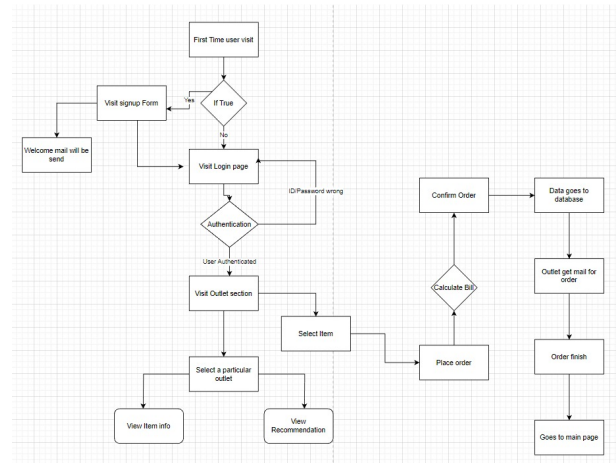 First Time user visit
Visit signup Form
Yes
If True
No
Welcome mail will be
send
Visit Login page
ID/Password wrong
Authentication
User Authenticated
Visit Outlet section
Select Item
Select a particular
outlet
View Item info
View
Recommendation
Place order
Calculate Bill
Confirm Order
Data goes to
database
Outlet get mail for
order
Order finish
Goes to main page